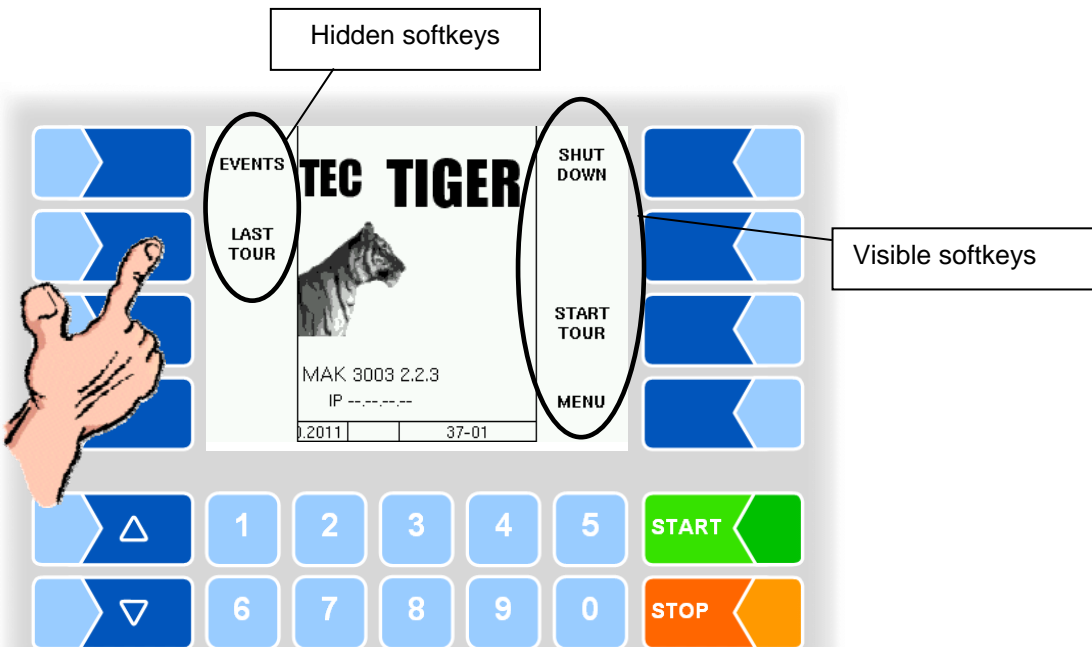 Hidden softkeys
EVENTS
LAST
TOUR
TEC TIGER
SHUT
DOWN
Visible softkeys
START
TOUR
MAK 3003 2.2.3
IP --.--.--.--
MENU
0.2011 37-01
1 2 3 4 5 START
6 7 8 9 0 STOP